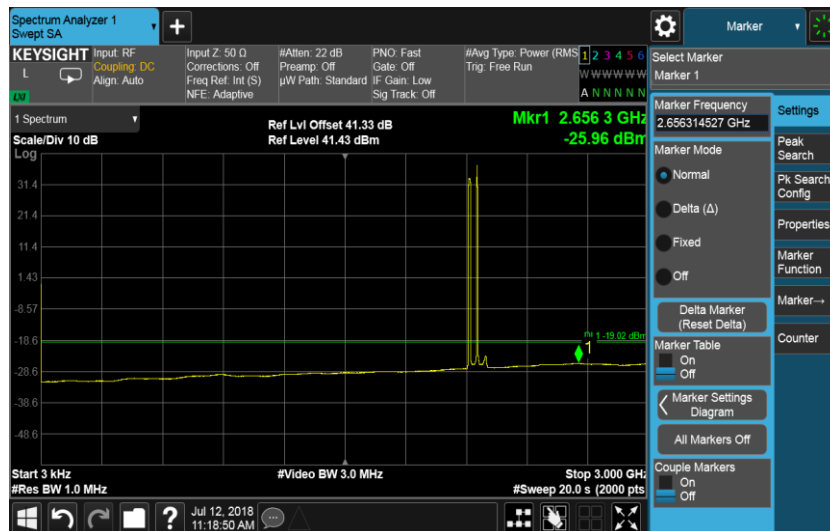 Spectrum Analyzer 1
Swept SA
Marker
KEYSIGHT
L
LXI
Input: RF
Coupling: DC
Align: Auto
Input Z: 50 Ω
Corrections: Off
Freq Ref: Int (S)
NFE: Adaptive
#Atten: 22 dB
Preamp: Off
µW Path: Standard
PNO: Fast
Gate: Off
IF Gain: Low
Sig Track: Off
#Avg Type: Power (RMS
Trig: Free Run
1 2 3 4 5 6
W W W W W W
A N N N N N
Select Marker
Marker 1
1 Spectrum
Scale/Div 10 dB
Log
Ref Lvl Offset 41.33 dB
Ref Level 41.43 dBm
Mkr1 2.656 3 GHz
-25.96 dBm
31.4
21.4
11.4
1.43
-8.57
-18.6
-28.6
-38.6
-48.6
DL1 -19.02 dBm
1
Start 3 kHz
#Res BW 1.0 MHz
#Video BW 3.0 MHz
Stop 3.000 GHz
#Sweep 20.0 s (2000 pts
Marker Frequency
2.656314527 GHz
Marker Mode
Normal
Delta (Δ)
Fixed
Off
Delta Marker
(Reset Delta)
Marker Table
On
Off
Marker Settings
Diagram
All Markers Off
Couple Markers
On
Off
Settings
Peak
Search
Pk Search
Config
Properties
Marker
Function
Marker→
Counter
?
Jul 12, 2018
11:18:50 AM